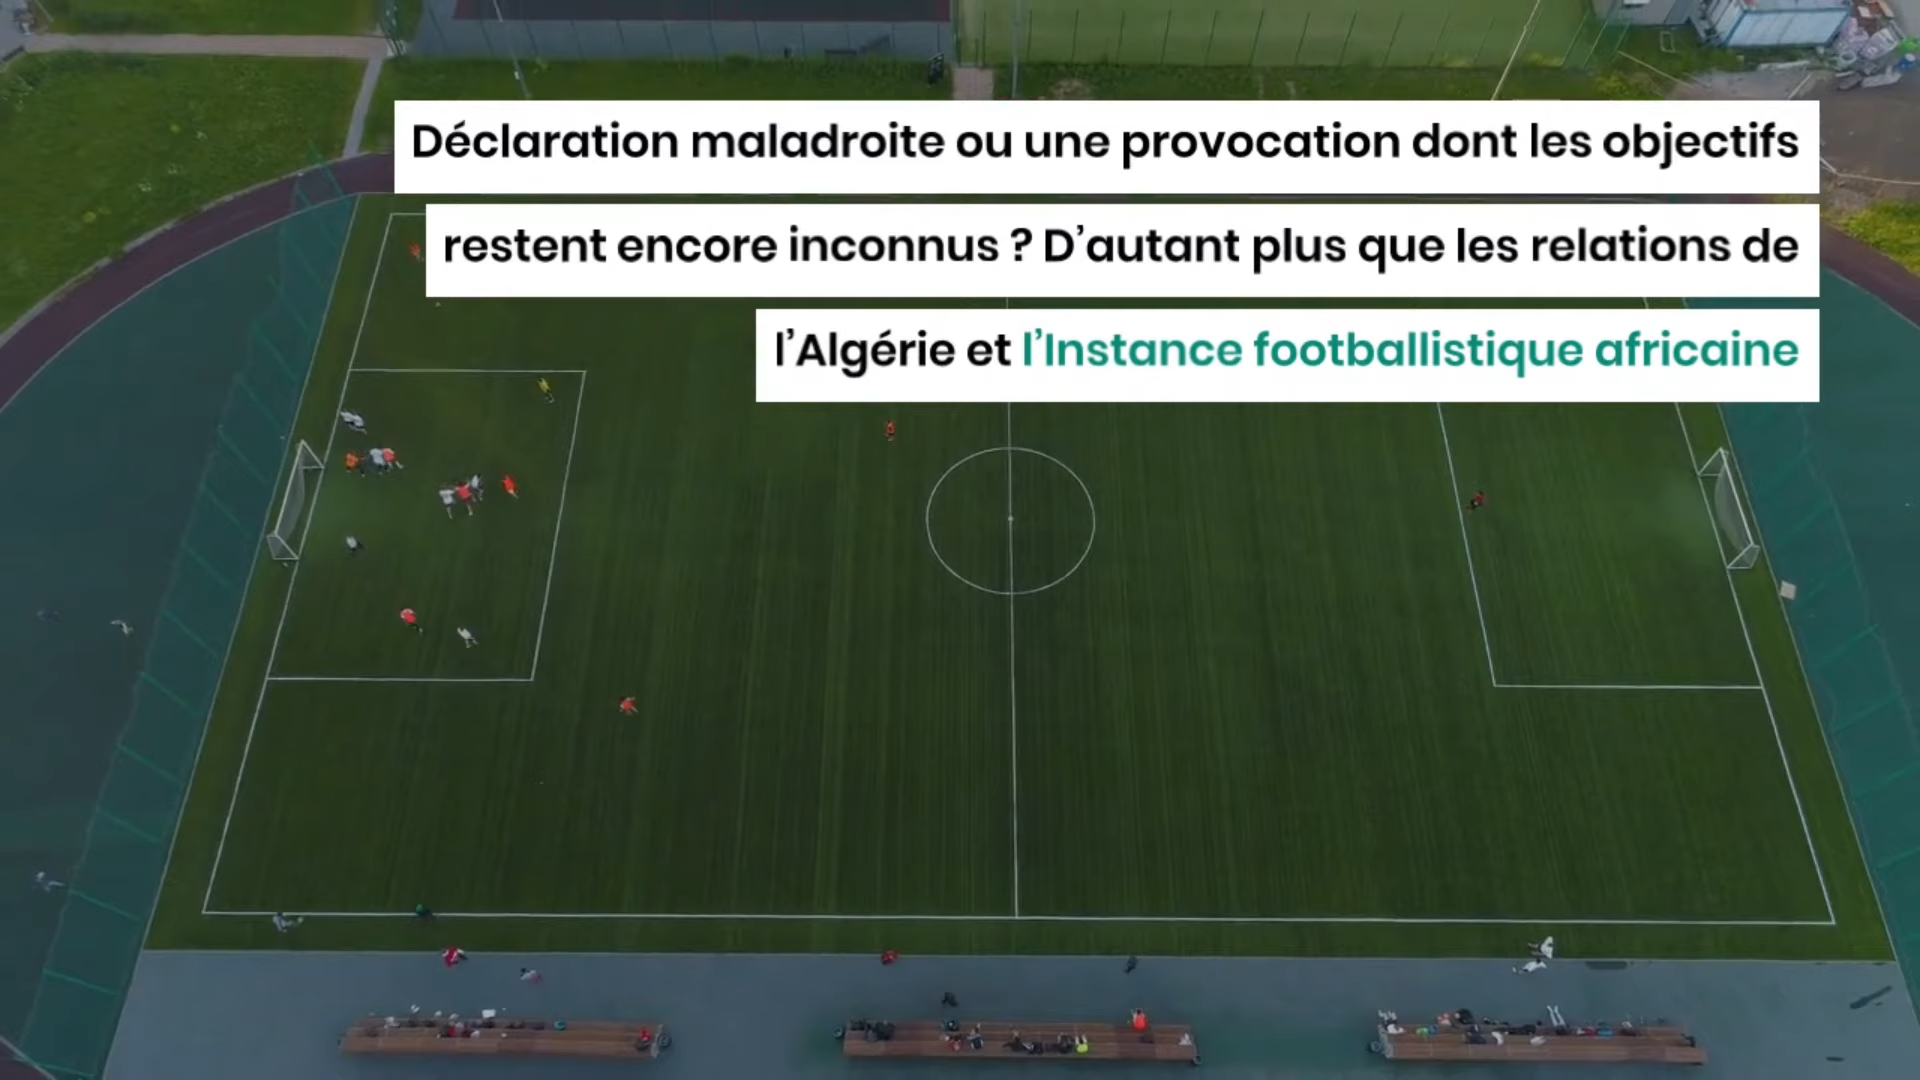 Déclaration maladroite ou une provocation dont les objectifs
restent encore inconnus ? D’autant plus que les relations de
l’Algérie et l’Instance footballistique africaine